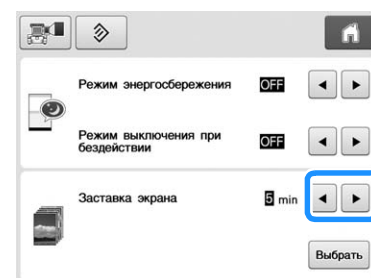 Режим энергосбережения OFF
Режим выключения при
бездействии OFF
Заставка экрана 5 min
Выбрать